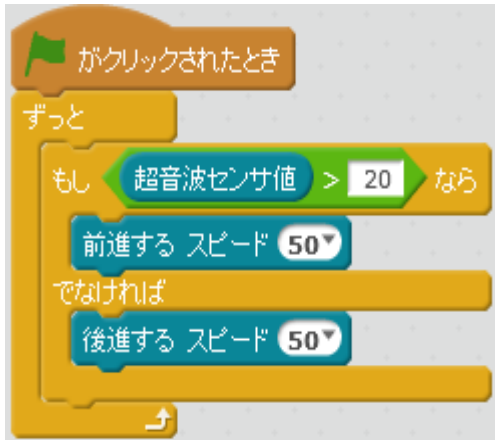 がクリックされたとき
ずっと
もし 超音波センサ値 > 20 なら
前進する スピード 50
でなければ
後進する スピード 50